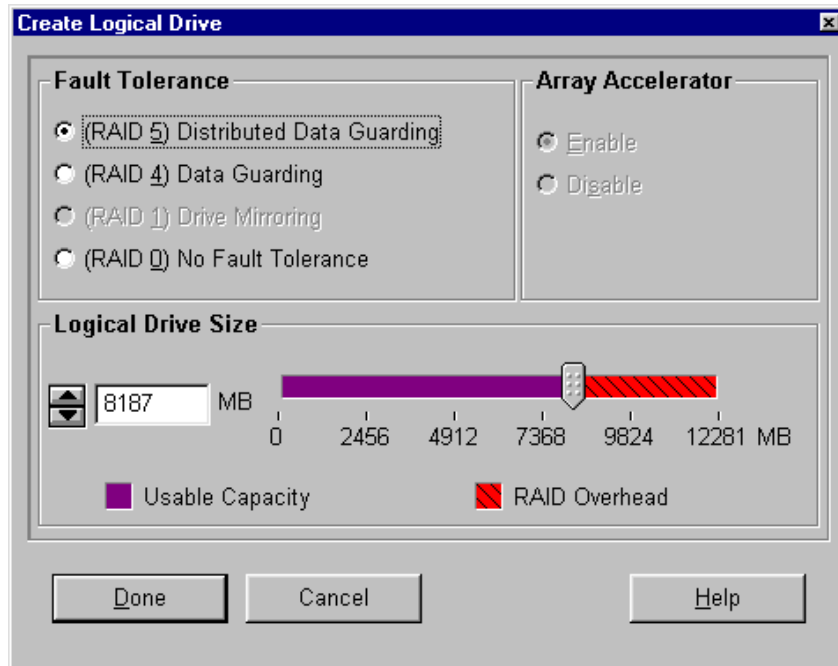 Create Logical Drive
Fault Tolerance
(RAID 5) Distributed Data Guarding
(RAID 4) Data Guarding
(RAID 1) Drive Mirroring
(RAID 0) No Fault Tolerance
Array Accelerator
Enable
Disable
Logical Drive Size
8187 MB
0 2456 4912 7368 9824 12281 MB
Usable Capacity RAID Overhead
Done Cancel Help